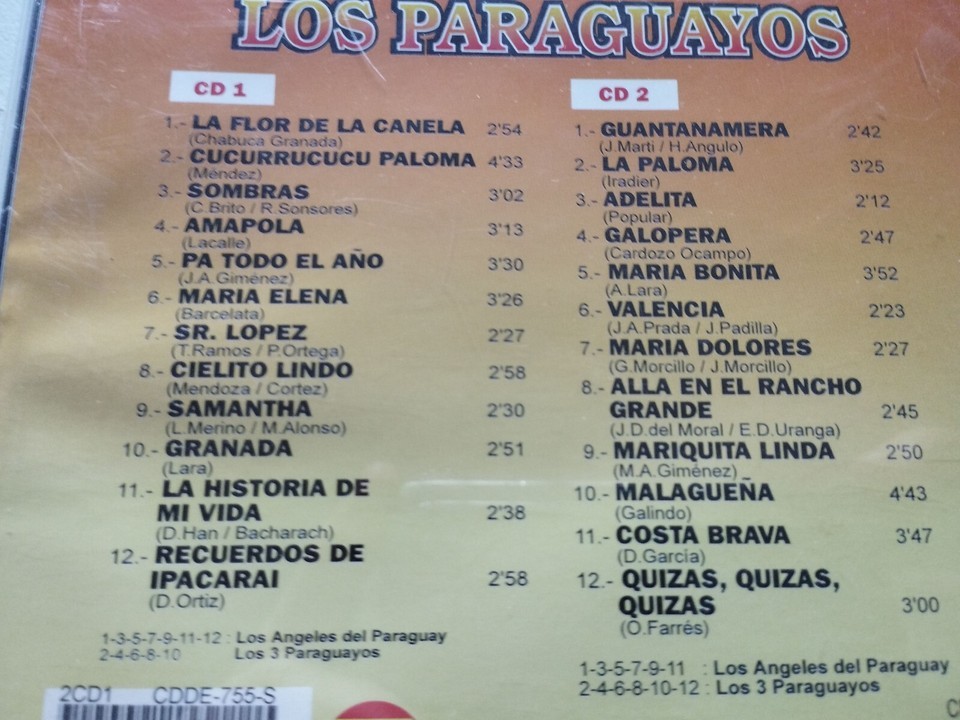 LOS PARAGUAYOS
CD 1
1.- LA FLOR DE LA CANELA 2'54
(Chabuca Granada)
2.- CUCURRUCUCU PALOMA 4'33
(Méndez)
3.- SOMBRAS 3'02
(C.Brito / R.Sonsores)
4.- AMAPOLA 3'13
(Lacalle)
5.- PA TODO EL AÑO 3'30
(J.A.Giménez)
6.- MARIA ELENA 3'26
(Barcelata)
7.- SR. LOPEZ 2'27
(T.Ramos / P.Ortega)
8.- CIELITO LINDO 2'58
(Mendoza / Cortez)
9.- SAMANTHA 2'30
(L.Merino / M.Alonso)
10.- GRANADA 2'51
(Lara)
11.- LA HISTORIA DE
MI VIDA 2'38
(D.Han / Bacharach)
12.- RECUERDOS DE
IPACARAI 2'58
(D.Ortiz)
1-3-5-7-9-11-12 : Los Angeles del Paraguay
2-4-6-8-10 Los 3 Paraguayos
2CD1 CDDE-755-S
CD 2
1.- GUANTANAMERA 2'42
(J.Marti / H.Angulo)
2.- LA PALOMA 3'25
(Iradier)
3.- ADELITA 2'12
(Popular)
4.- GALOPERA 2'47
(Cardozo Ocampo)
5.- MARIA BONITA 3'52
(A.Lara)
6.- VALENCIA 2'23
(J.A.Prada / J.Padilla)
7.- MARIA DOLORES 2'27
(G.Morcillo / J.Morcillo)
8.- ALLA EN EL RANCHO
GRANDE 2'45
(J.D.del Moral / E.D.Uranga)
9.- MARIQUITA LINDA 2'50
(M.A.Giménez)
10.- MALAGUEÑA 4'43
(Galindo)
11.- COSTA BRAVA 3'47
(D.García)
12.- QUIZAS, QUIZAS,
QUIZAS 3'00
(O.Farrés)
1-3-5-7-9-11 : Los Angeles del Paraguay
2-4-6-8-10-12 : Los 3 Paraguayos